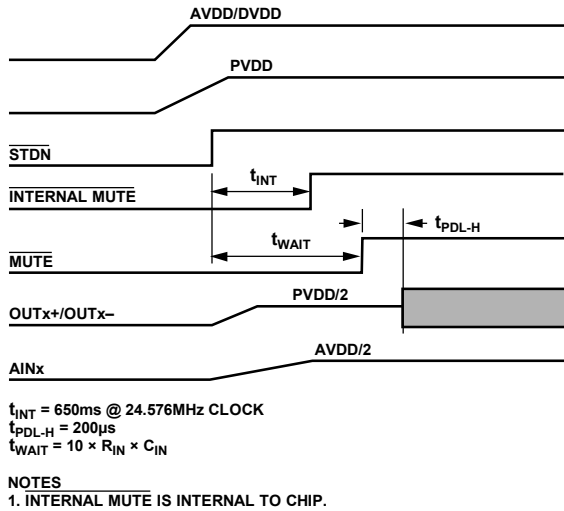 AVDD/DVDD
PVDD
STDN
tINT
INTERNAL MUTE
tPDL-H
tWAIT
MUTE
PVDD/2
OUTx+/OUTx–
AVDD/2
AINx
tINT = 650ms @ 24.576MHz CLOCK
tPDL-H = 200µs
tWAIT = 10 × RIN × CIN
NOTES
1. INTERNAL MUTE IS INTERNAL TO CHIP.